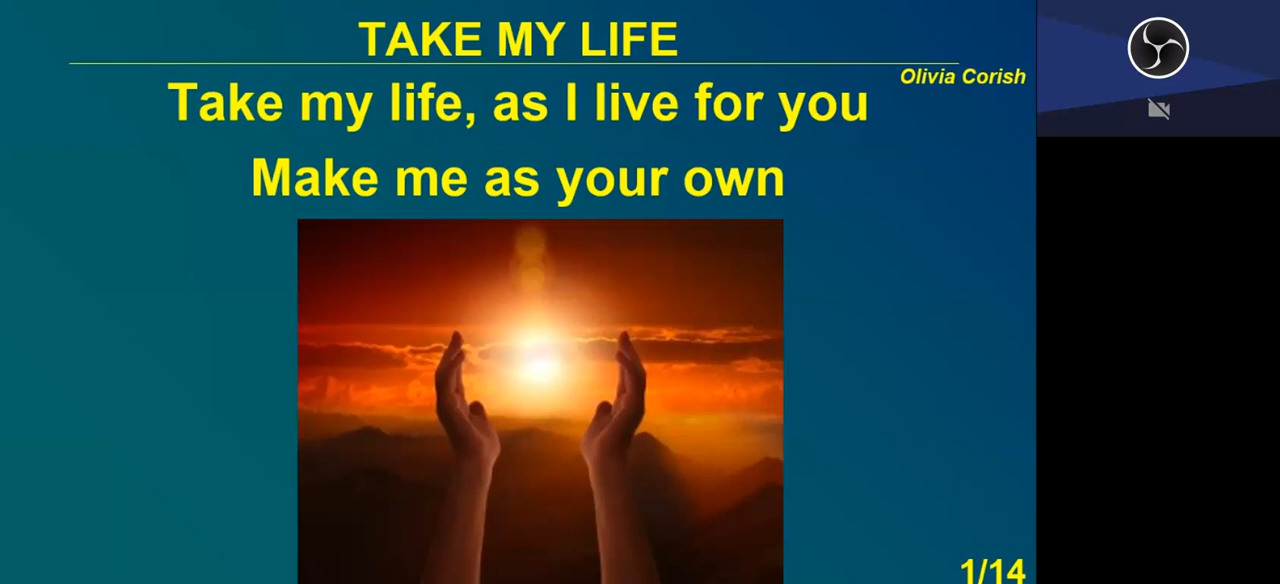 TAKE MY LIFE
Olivia Corish
Take my life, as I live for you
Make me as your own
1/14